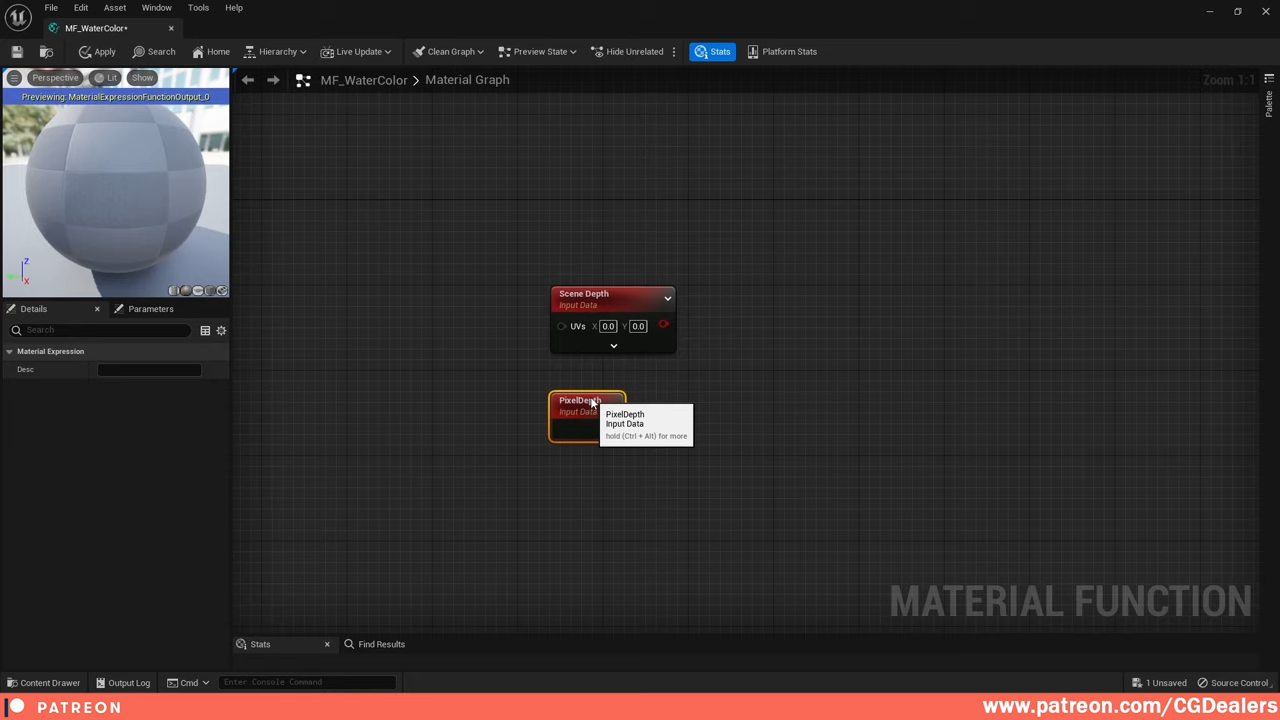 File Edit Asset Window Tools Help
MF_WaterColor*
Apply Search Home Hierarchy Live Update Clean Graph Preview State Hide Unrelated Stats Platform Stats
Perspective Lit Show
MF_WaterColor > Material Graph
Zoom 1:1
Previewing: MaterialExpressionFunctionOutput_0
Palette
Z
X
Details
Parameters
Search
Material Expression
Desc
Scene Depth
Input Data
UVs X 0.0 Y 0.0
PixelDepth
Input Data
PixelDepth
Input Data
hold (Ctrl + Alt) for more
MATERIAL FUNCTION
Stats
Find Results
Content Drawer Output Log Cmd Enter Console Command 1 Unsaved Source Control
PATREON
www.patreon.com/CGDealers